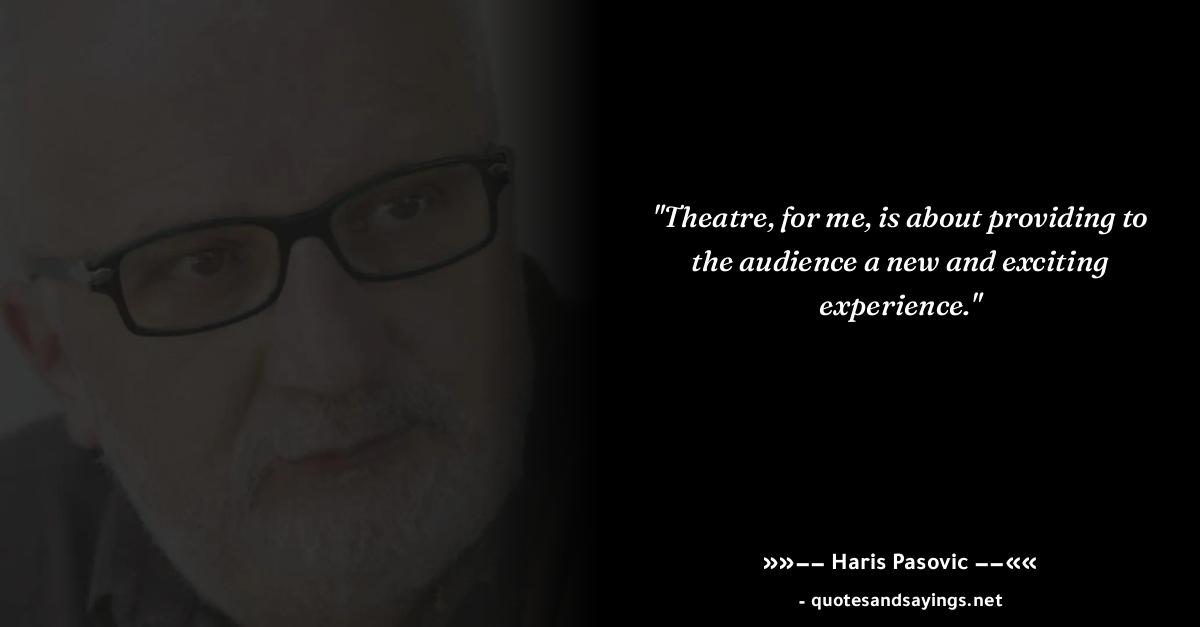 "Theatre, for me, is about providing to
the audience a new and exciting
experience."
»»−− Haris Pasovic −−««
- quotesandsayings.net